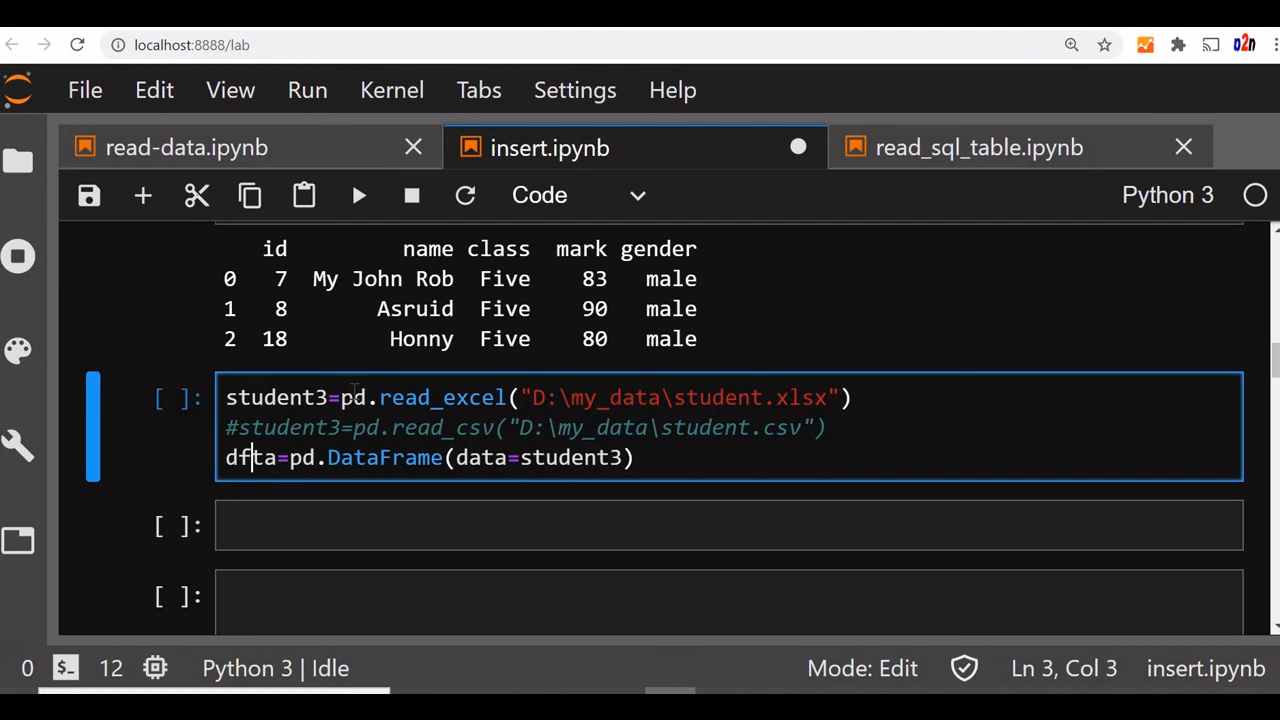 localhost:8888/lab
File Edit View Run Kernel Tabs Settings Help
read-data.ipynb insert.ipynb read_sql_table.ipynb
Code Python 3
id name class mark gender
0 7 My John Rob Five 83 male
1 8 Asruid Five 90 male
2 18 Honny Five 80 male
[ ]: student3=pd.read_excel("D:\my_data\student.xlsx")
#student3=pd.read_csv("D:\my_data\student.csv")
dfta=pd.DataFrame(data=student3)
[ ]:
[ ]:
0 $_ 12 Python 3 | Idle Mode: Edit Ln 3, Col 3 insert.ipynb